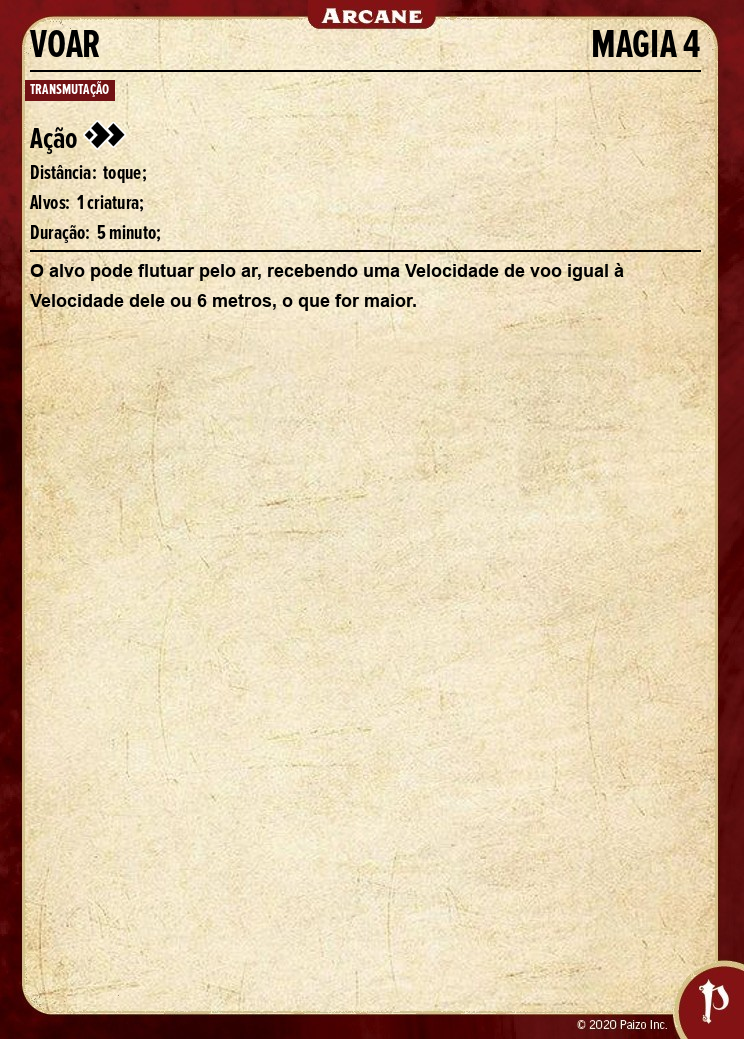 ARCANE
VOAR MAGIA 4
TRANSMUTAÇÃO
Ação
Distância: toque;
Alvos: 1 criatura;
Duração: 5 minuto;
O alvo pode flutuar pelo ar, recebendo uma Velocidade de voo igual à
Velocidade dele ou 6 metros, o que for maior.
© 2020 Paizo Inc.
P